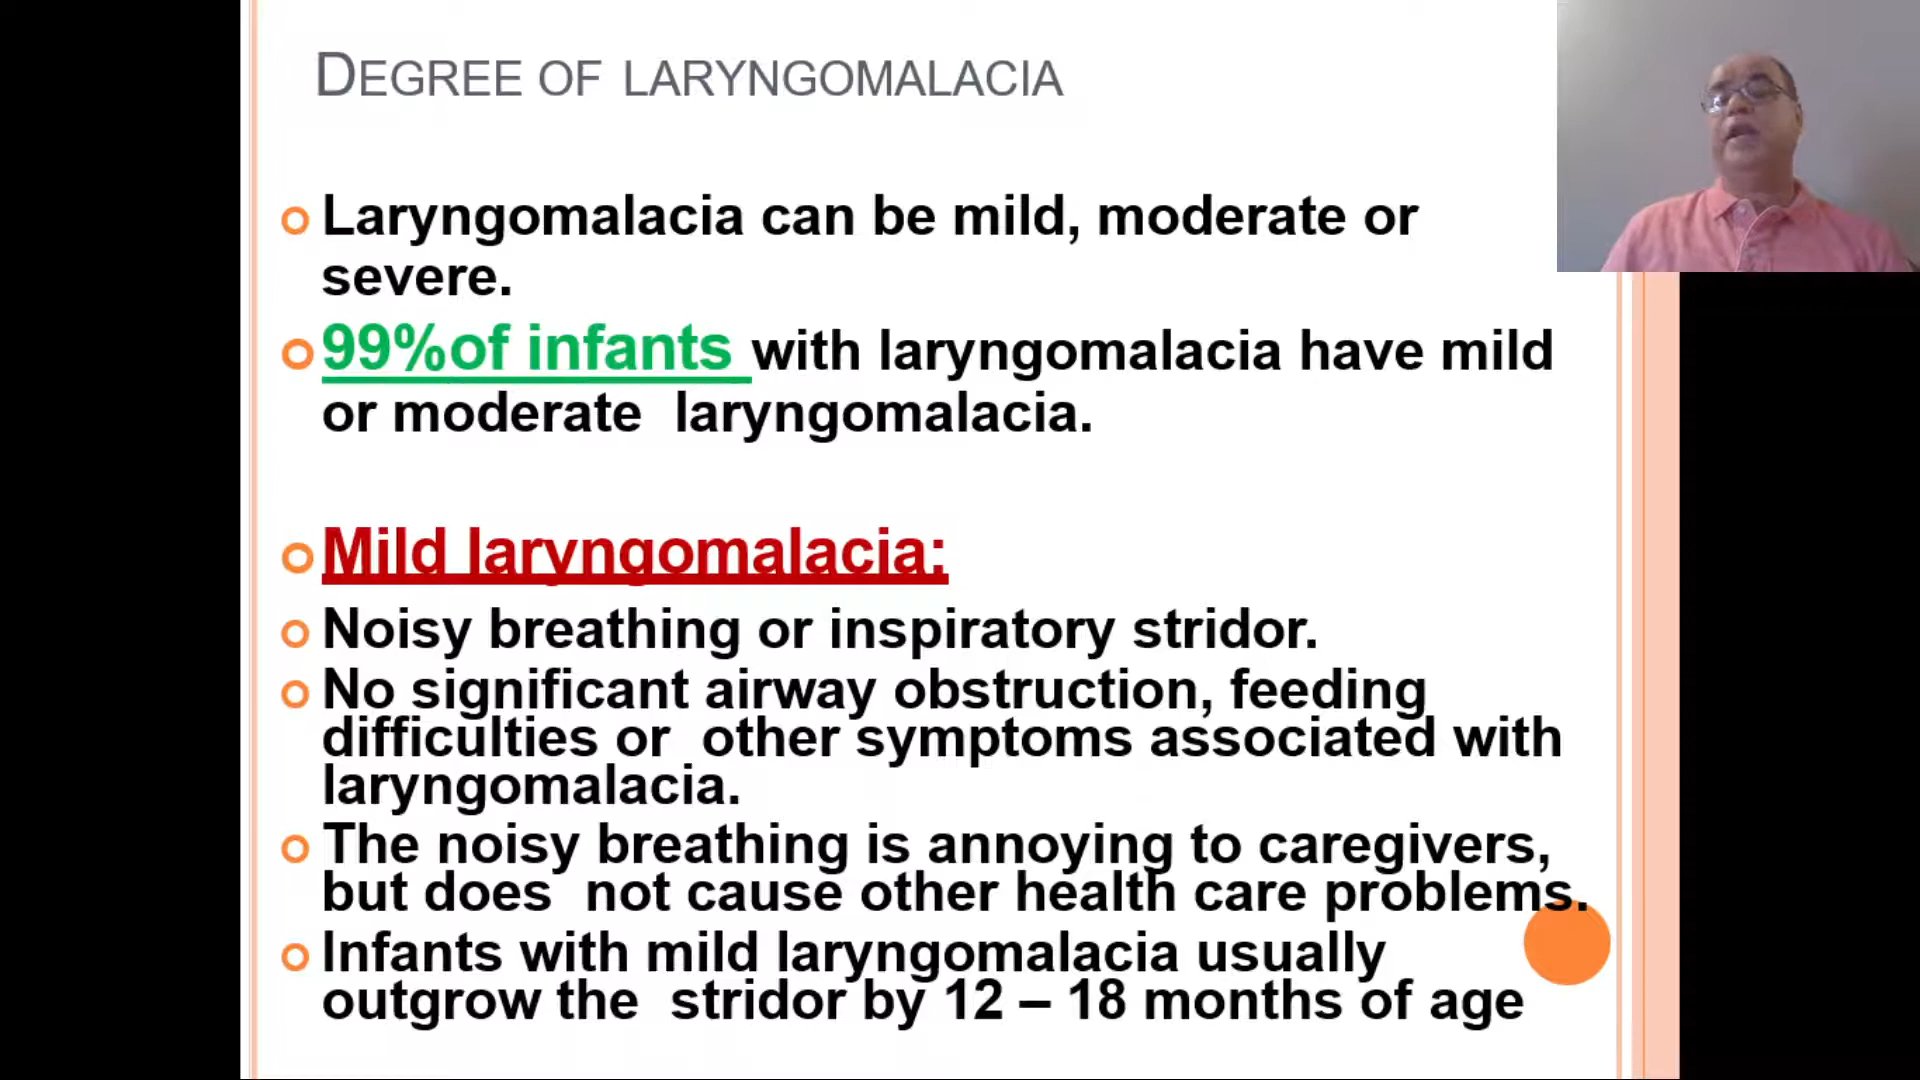 DEGREE OF LARYNGOMALACIA
Laryngomalacia can be mild, moderate or
severe.
99%of infants with laryngomalacia have mild
or moderate laryngomalacia.
Mild laryngomalacia:
Noisy breathing or inspiratory stridor.
No significant airway obstruction, feeding
difficulties or other symptoms associated with
laryngomalacia.
The noisy breathing is annoying to caregivers,
but does not cause other health care problems.
Infants with mild laryngomalacia usually
outgrow the stridor by 12 – 18 months of age